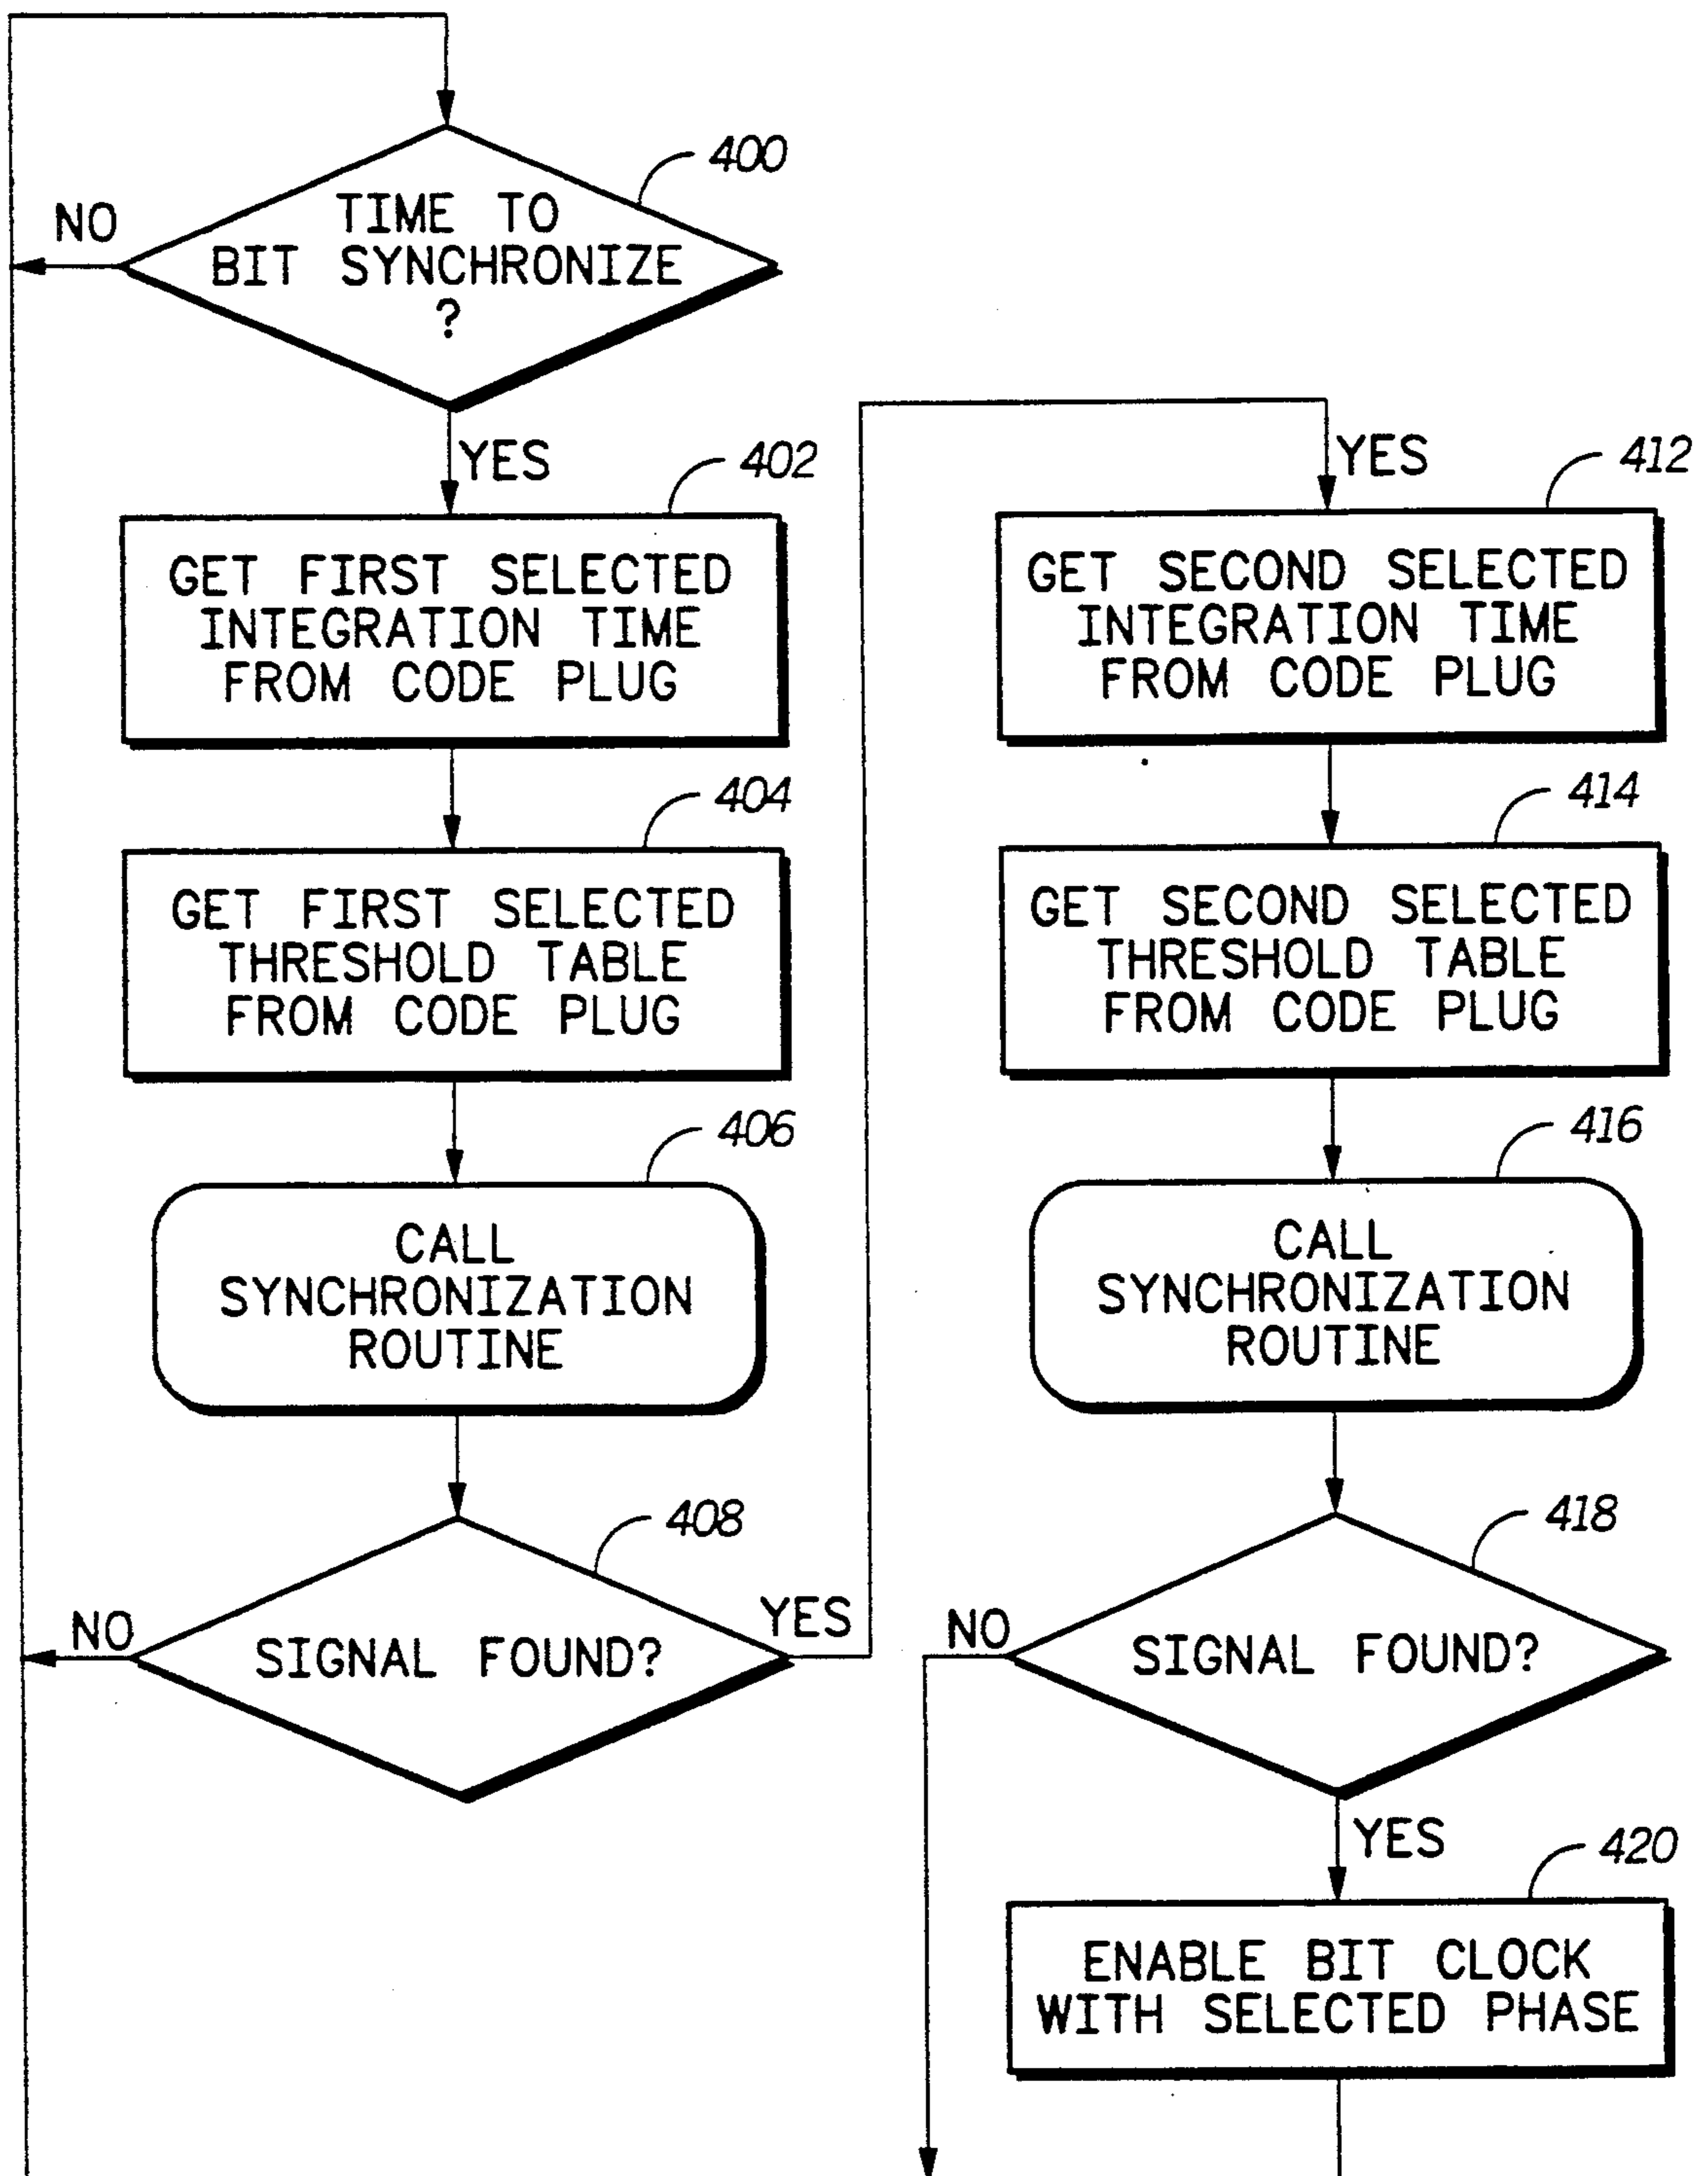 400
NO
TIME TO
BIT SYNCHRONIZE
?
YES
402
GET FIRST SELECTED
INTEGRATION TIME
FROM CODE PLUG
404
GET FIRST SELECTED
THRESHOLD TABLE
FROM CODE PLUG
406
CALL
SYNCHRONIZATION
ROUTINE
408
NO
SIGNAL FOUND?
YES
YES
412
GET SECOND SELECTED
INTEGRATION TIME
FROM CODE PLUG
414
GET SECOND SELECTED
THRESHOLD TABLE
FROM CODE PLUG
416
CALL
SYNCHRONIZATION
ROUTINE
418
NO
SIGNAL FOUND?
YES
420
ENABLE BIT CLOCK
WITH SELECTED PHASE